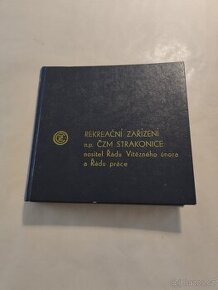 REKREAČNÍ ZAŘÍZENÍ
n.p. ČZM STRAKONICE
nositel Řádu Vítězného února
a Řádu práce